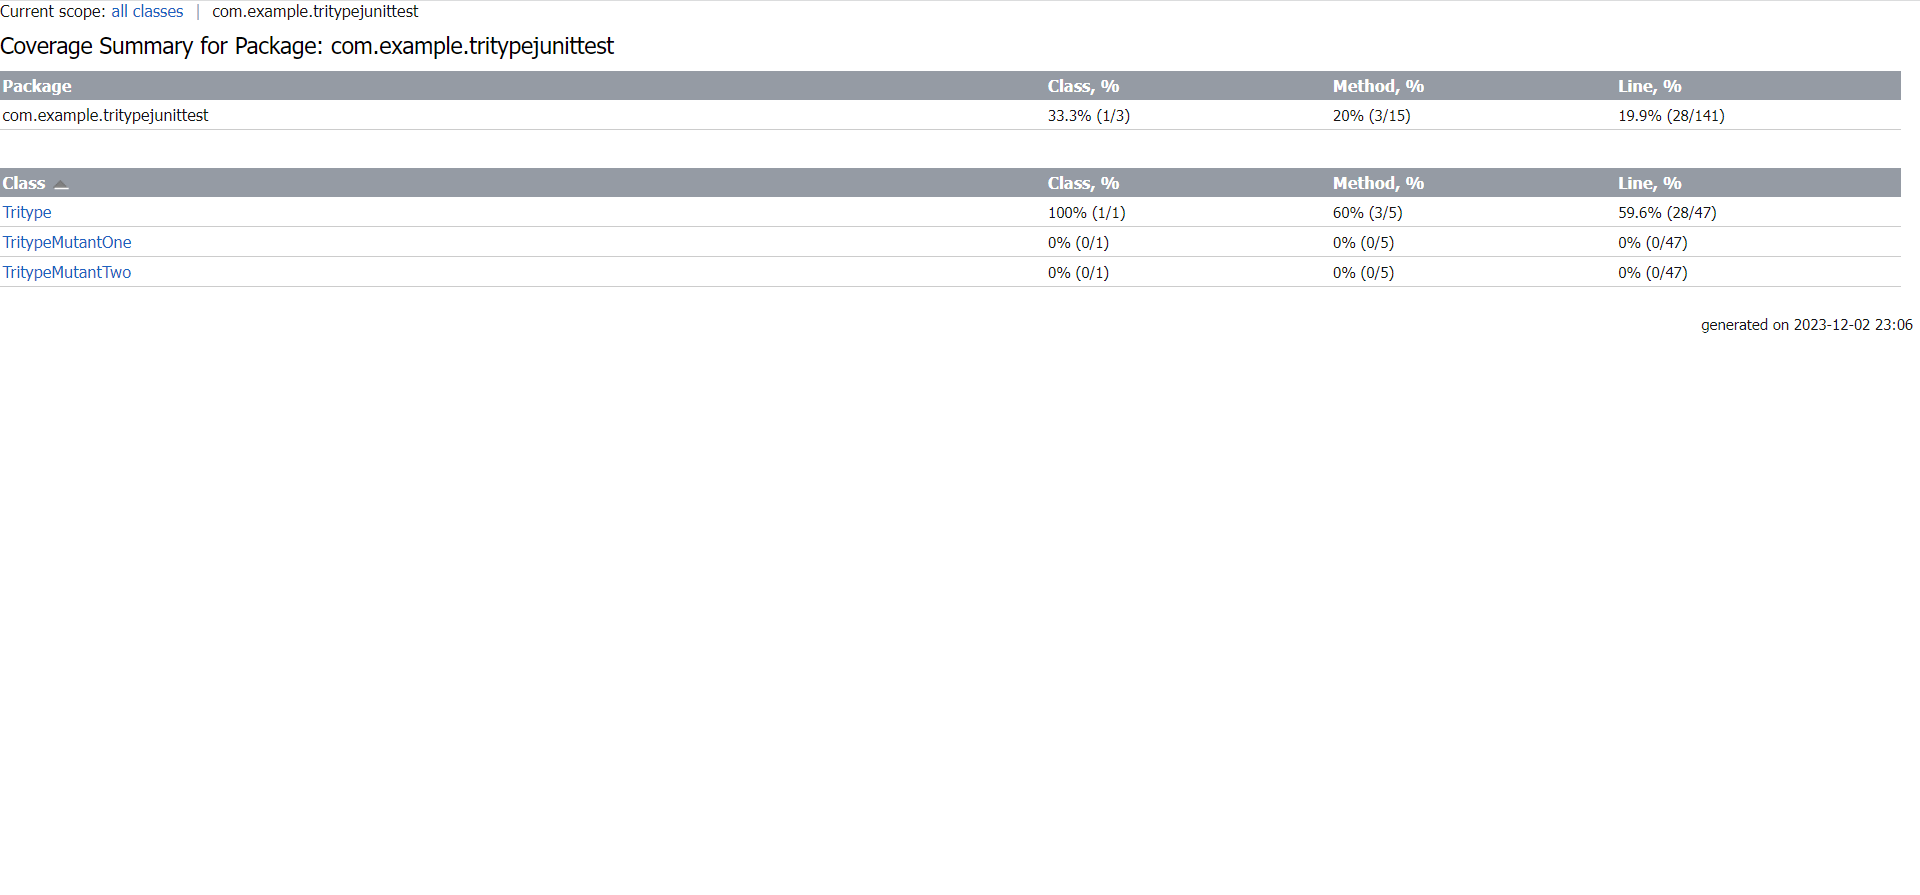 Current scope: all classes | com.example.tritypejunittest
Coverage Summary for Package: com.example.tritypejunittest
Package Class, % Method, % Line, %
com.example.tritypejunittest 33.3% (1/3) 20% (3/15) 19.9% (28/141)
Class Class, % Method, % Line, %
Tritype 100% (1/1) 60% (3/5) 59.6% (28/47)
TritypeMutantOne 0% (0/1) 0% (0/5) 0% (0/47)
TritypeMutantTwo 0% (0/1) 0% (0/5) 0% (0/47)
generated on 2023-12-02 23:06